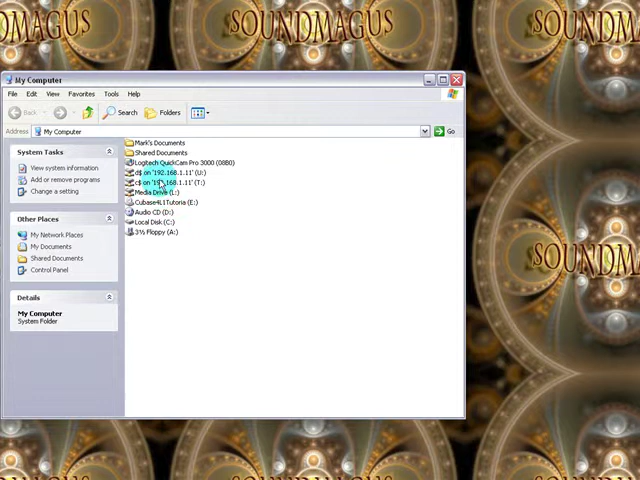 SOUNDMAGUS
SOUNDMAGUS
My Computer
File Edit View Favorites Tools Help
Back Search Folders
Address My Computer Go
System Tasks
View system information
Add or remove programs
Change a setting
Other Places
My Network Places
My Documents
Shared Documents
Control Panel
Details
My Computer
System Folder
Mark's Documents
Shared Documents
Logitech QuickCam Pro 3000 (08B0)
d$ on '192.168.1.11' (U:)
c$ on '192.168.1.11' (T:)
Media Drive (L:)
Cubase4L1Tutoria (E:)
Audio CD (D:)
Local Disk (C:)
3½ Floppy (A:)
SOUNDMAGUS